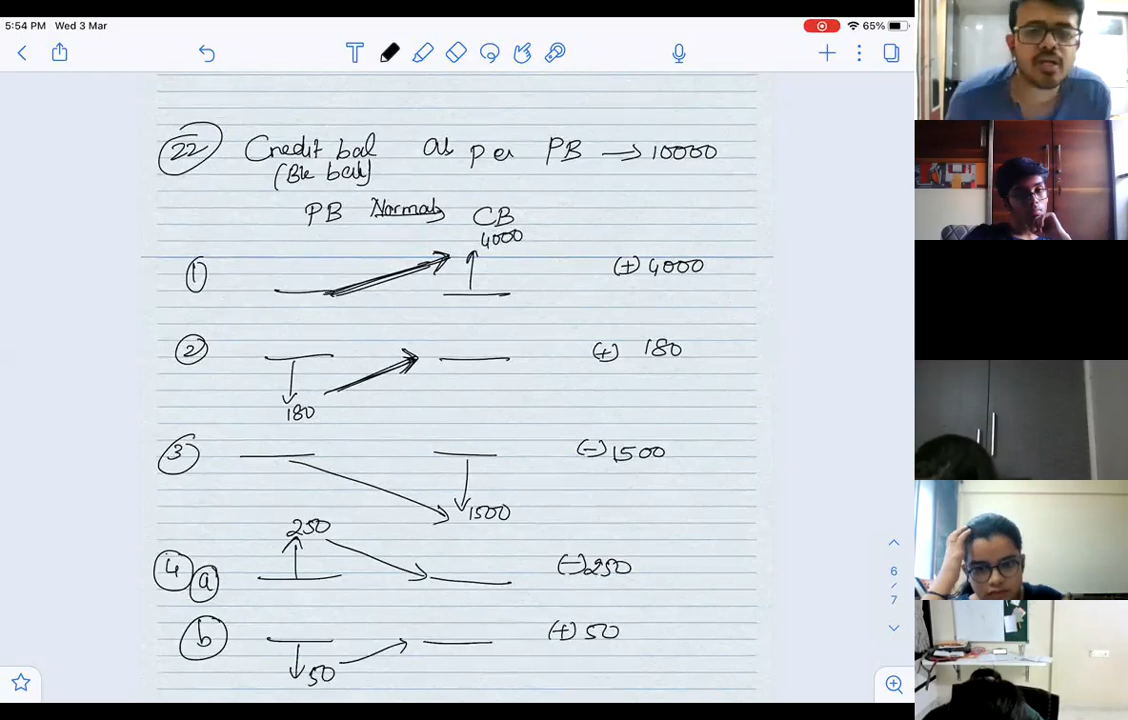 5:54 PM Wed 3 Mar
65%
T
22 Credit bal as per PB → 10000
PB Normal CB
4000
1 (+) 4000
2 (+) 180
180
3 (-) 1500
1500
250
4 a (-) 250
b (+) 50
50
6
/
7